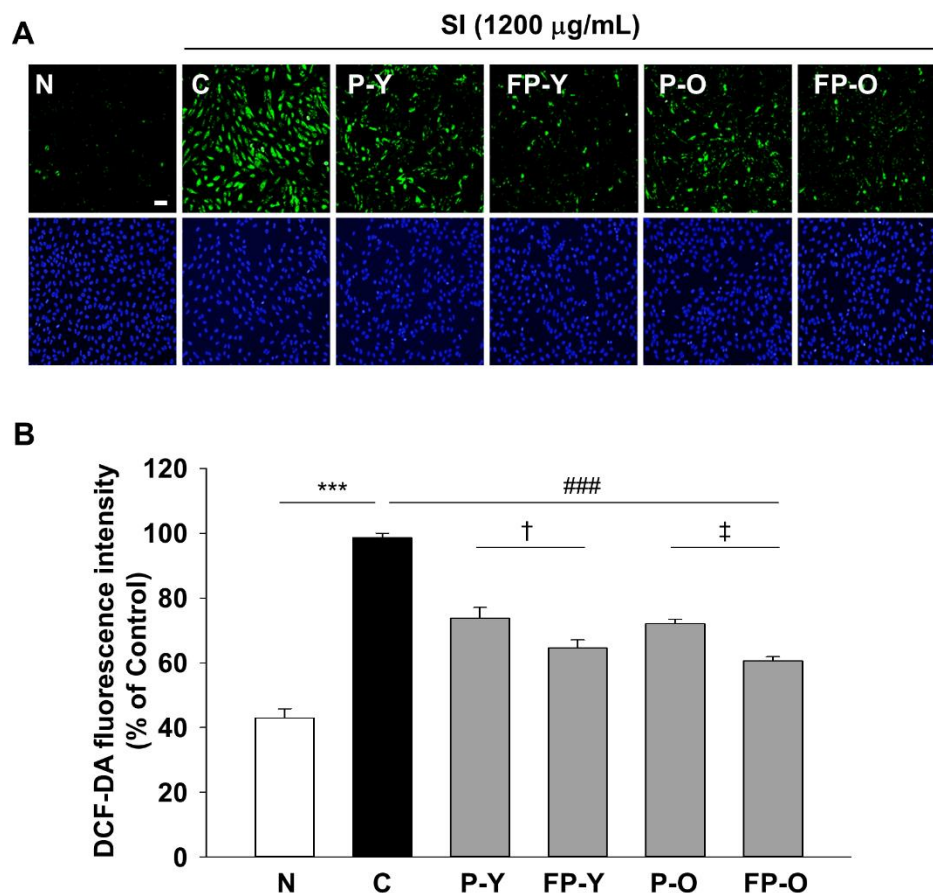 A
SI (1200 μg/mL)
N C P-Y FP-Y P-O FP-O
B
DCF-DA fluorescence intensity
(% of Control)
120
100
80
60
40
20
0
*** ###
† ‡
N C P-Y FP-Y P-O FP-O